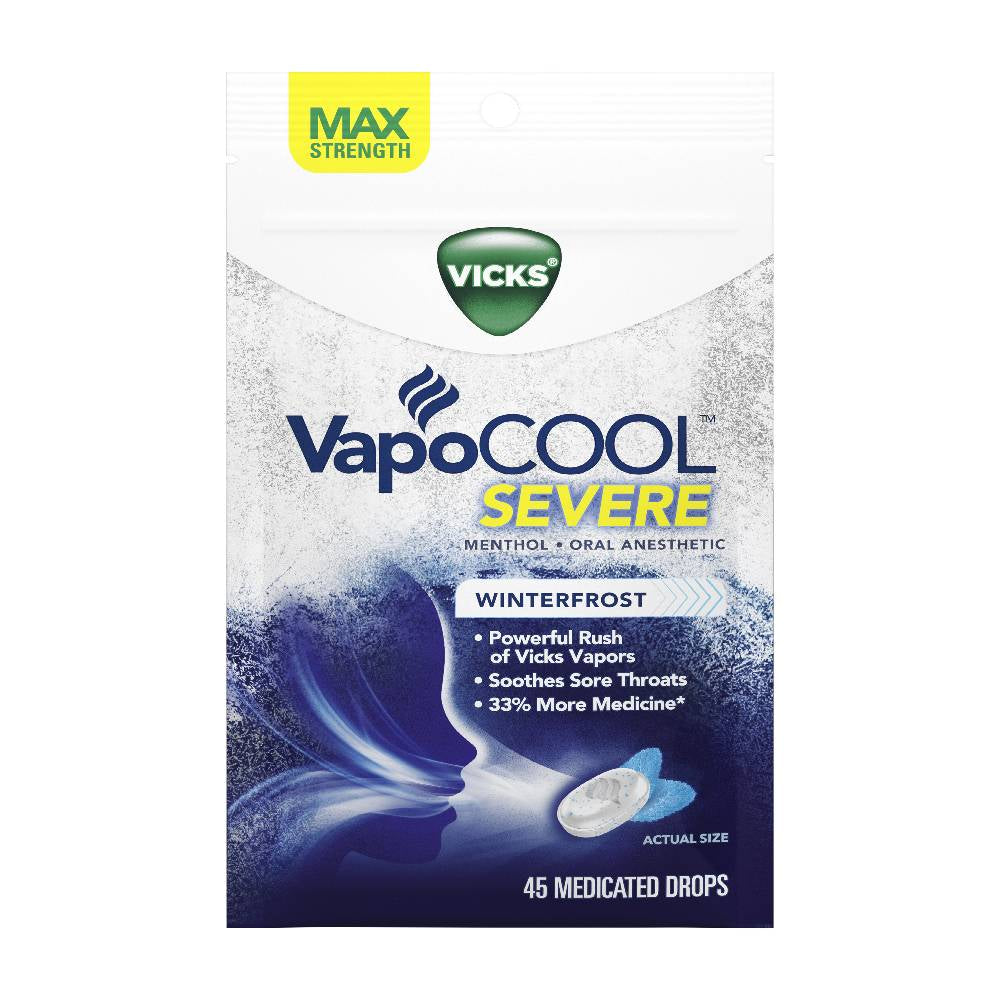 MAX
STRENGTH
VICKS®
VapoCOOL™
SEVERE
MENTHOL • ORAL ANESTHETIC
WINTERFROST
• Powerful Rush
of Vicks Vapors
• Soothes Sore Throats
• 33% More Medicine*
ACTUAL SIZE
45 MEDICATED DROPS